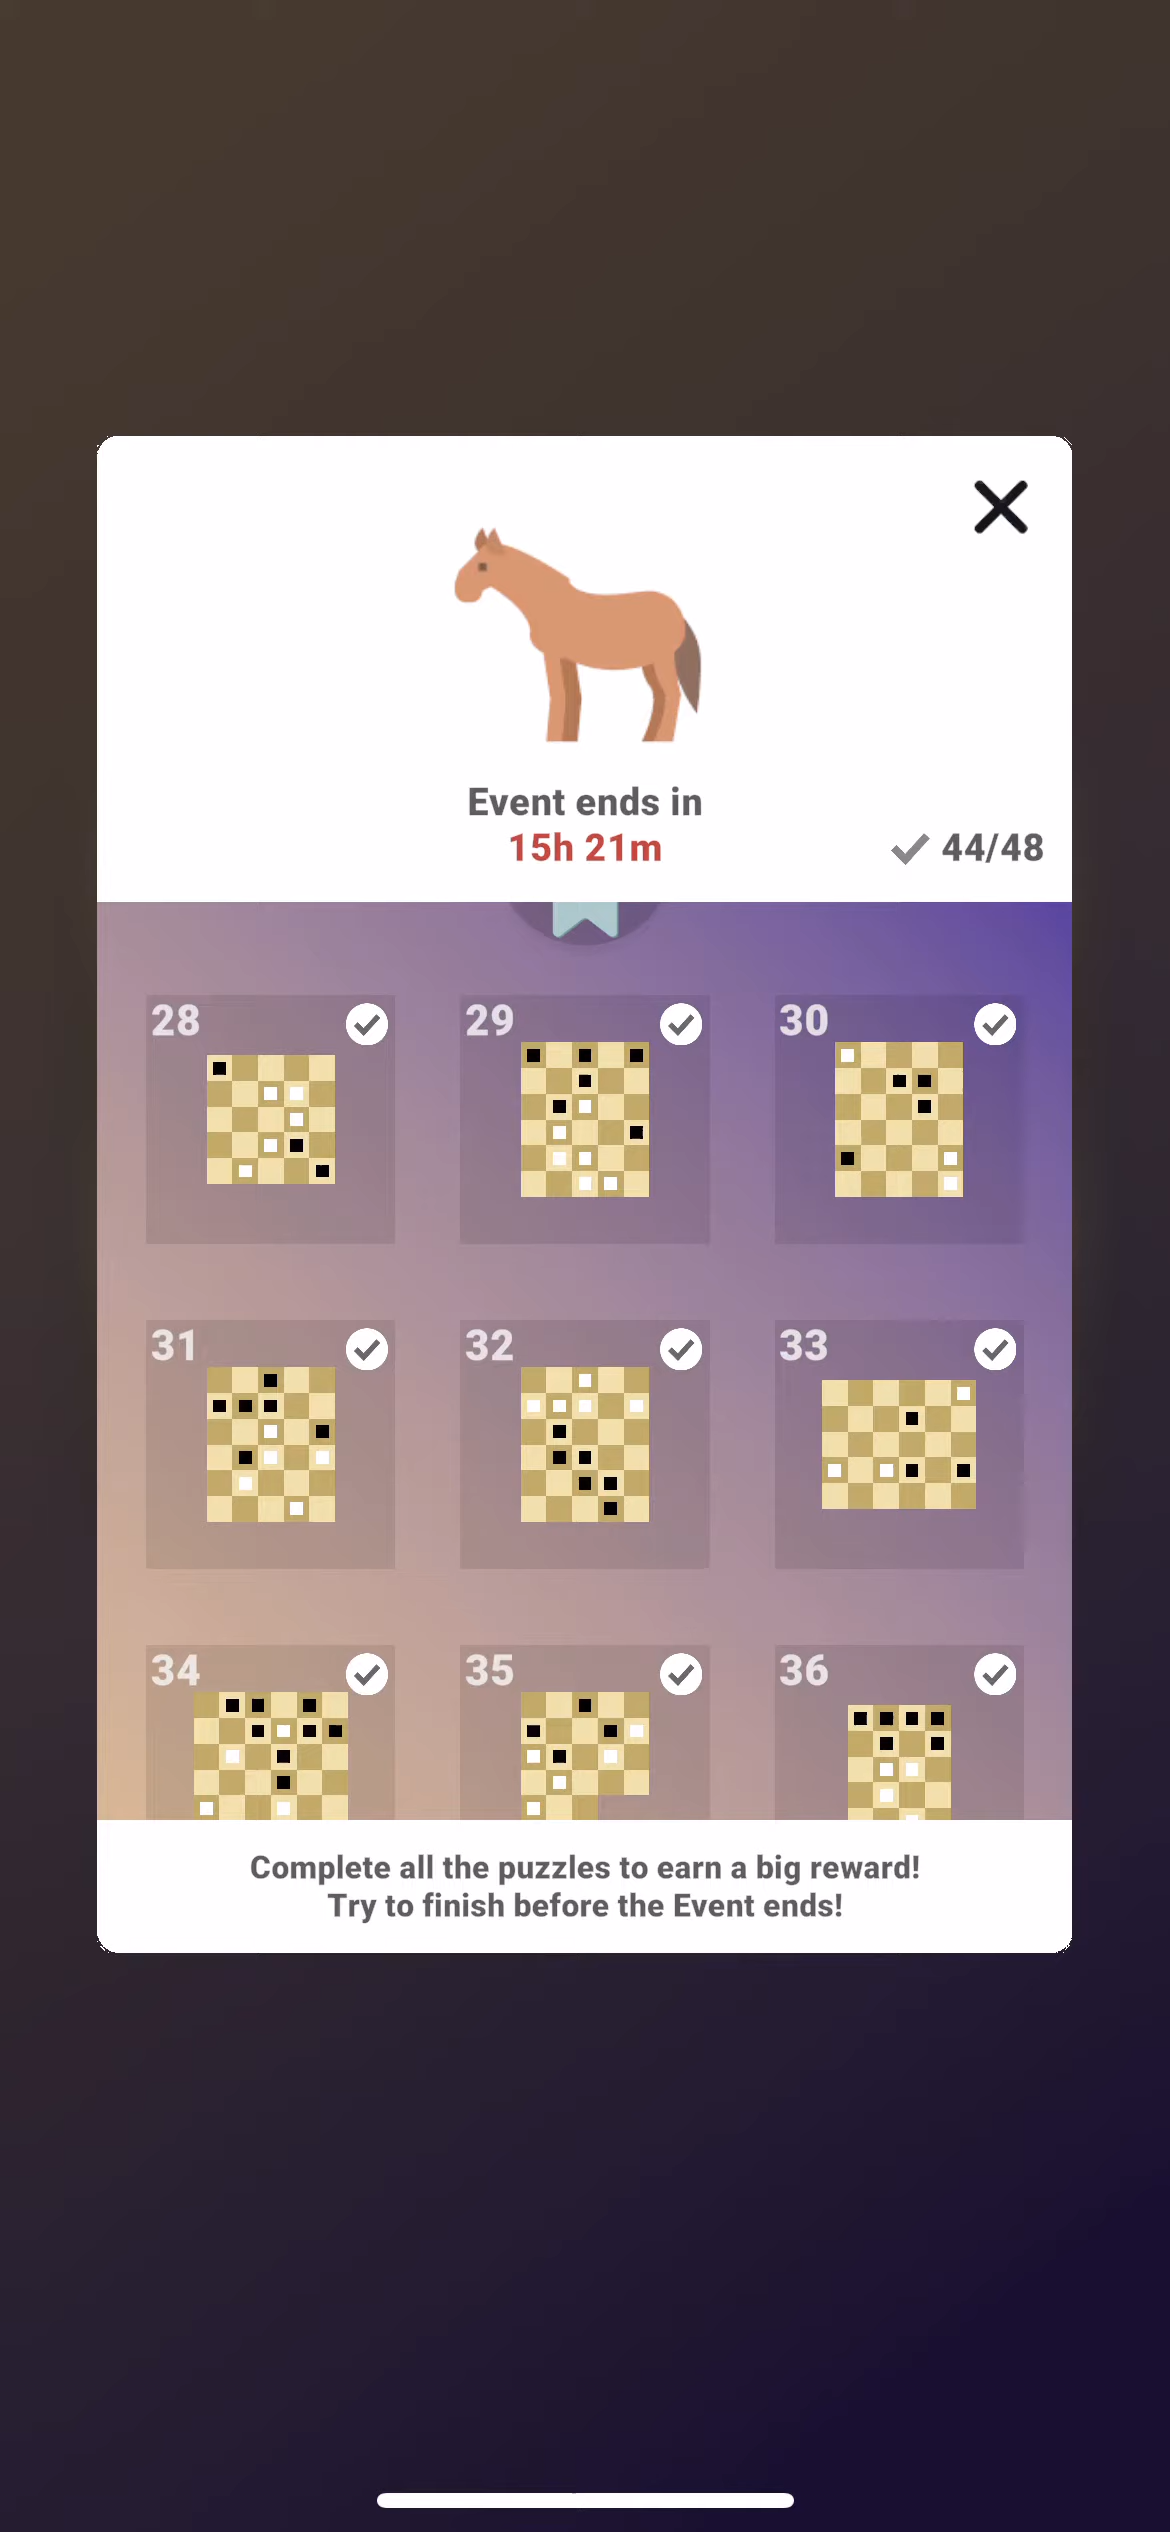 Event ends in
15h 21m
44/48
28
29
30
31
32
33
34
35
36
Complete all the puzzles to earn a big reward!
Try to finish before the Event ends!